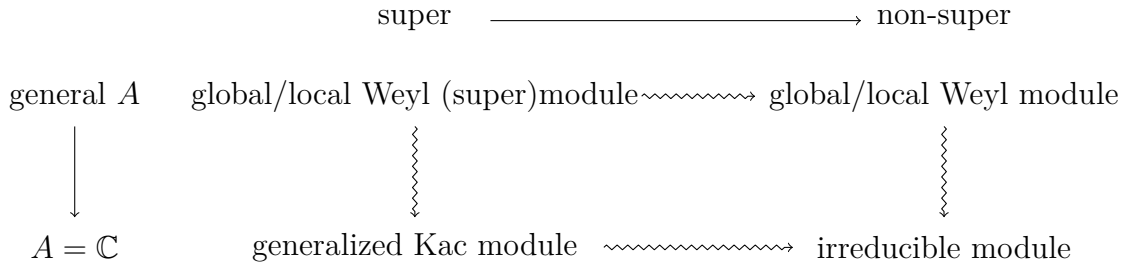 super non-super
general A global/local Weyl (super)module global/local Weyl module
A = ℂ generalized Kac module irreducible module